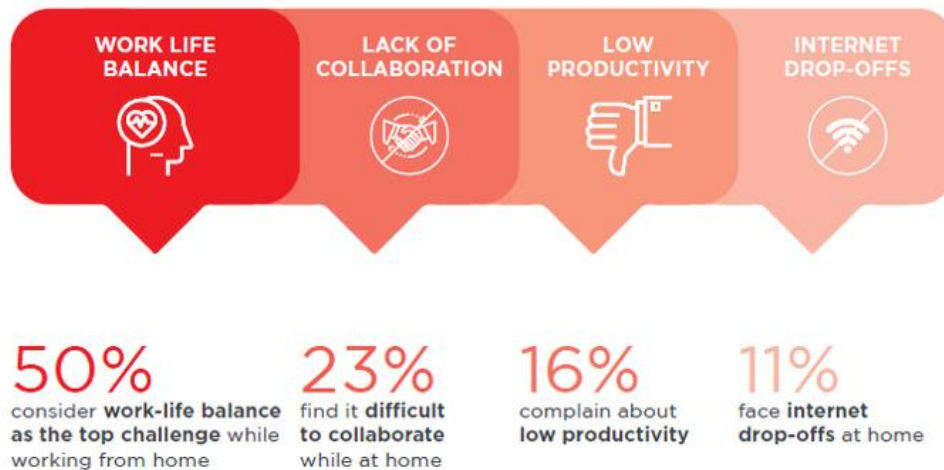 WORK LIFE
BALANCE
LACK OF
COLLABORATION
LOW
PRODUCTIVITY
INTERNET
DROP-OFFS
50%
consider work-life balance
as the top challenge while
working from home
23%
find it difficult
to collaborate
while at home
16%
complain about
low productivity
11%
face internet
drop-offs at home